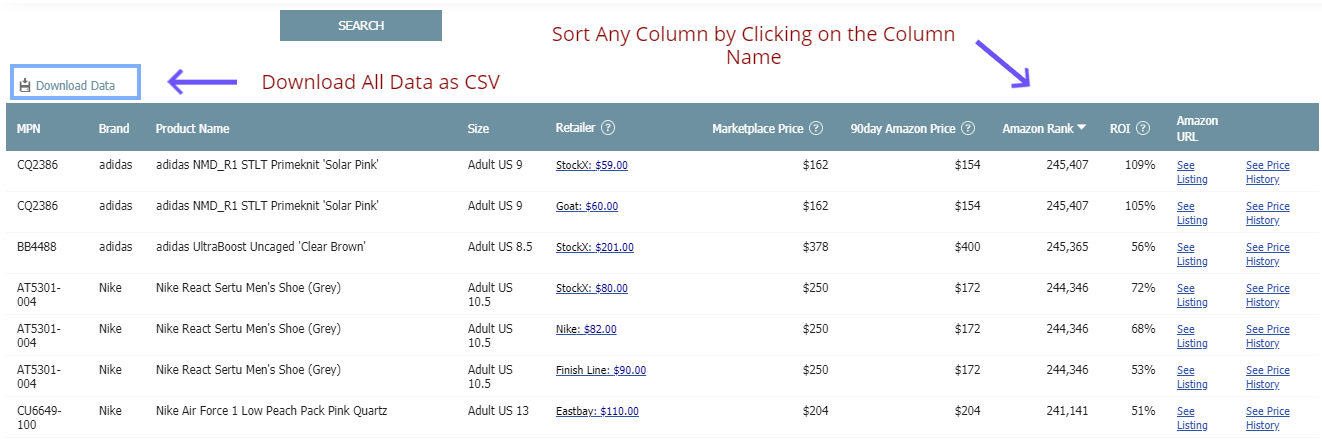 SEARCH
Sort Any Column by Clicking on the Column
Name
Download Data
Download All Data as CSV
MPN Brand Product Name Size Retailer ? Marketplace Price ? 90day Amazon Price ? Amazon Rank ROI ? Amazon
URL
CQ2386 adidas adidas NMD_R1 STLT Primeknit 'Solar Pink' Adult US 9 StockX: $59.00 $162 $154 245,407 109% See See Price
Listing History
CQ2386 adidas adidas NMD_R1 STLT Primeknit 'Solar Pink' Adult US 9 Goat: $60.00 $162 $154 245,407 105% See See Price
Listing History
BB4488 adidas adidas UltraBoost Uncaged 'Clear Brown' Adult US 8.5 StockX: $201.00 $378 $400 245,365 56% See See Price
Listing History
AT5301- Nike Nike React Sertu Men's Shoe (Grey) Adult US StockX: $80.00 $250 $172 244,346 72% See See Price
004 10.5 Listing History
AT5301- Nike Nike React Sertu Men's Shoe (Grey) Adult US Nike: $82.00 $250 $172 244,346 68% See See Price
004 10.5 Listing History
AT5301- Nike Nike React Sertu Men's Shoe (Grey) Adult US Finish Line: $90.00 $250 $172 244,346 53% See See Price
004 10.5 Listing History
CU6649- Nike Nike Air Force 1 Low Peach Pack Pink Quartz Adult US 13 Eastbay: $110.00 $204 $204 241,141 51% See See Price
100 Listing History